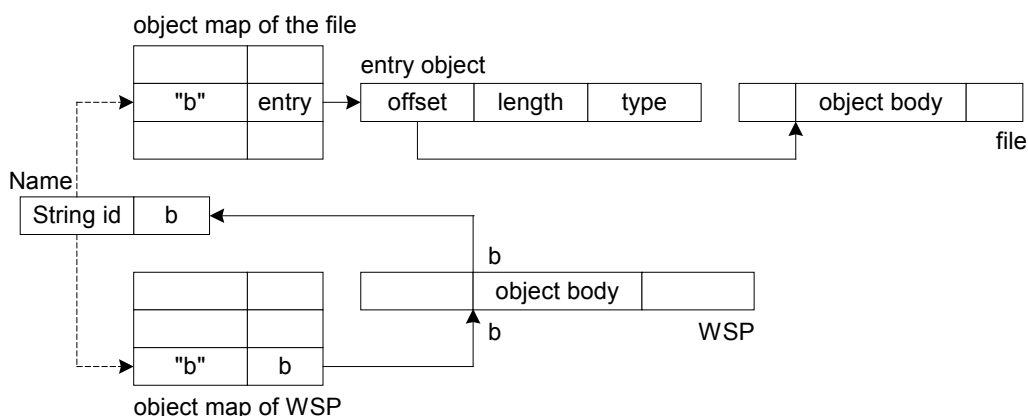 object map of the file
entry object
"b" entry
offset length type
object body
file
Name
String id b
b
object body
b
WSP
"b" b
object map of WSP